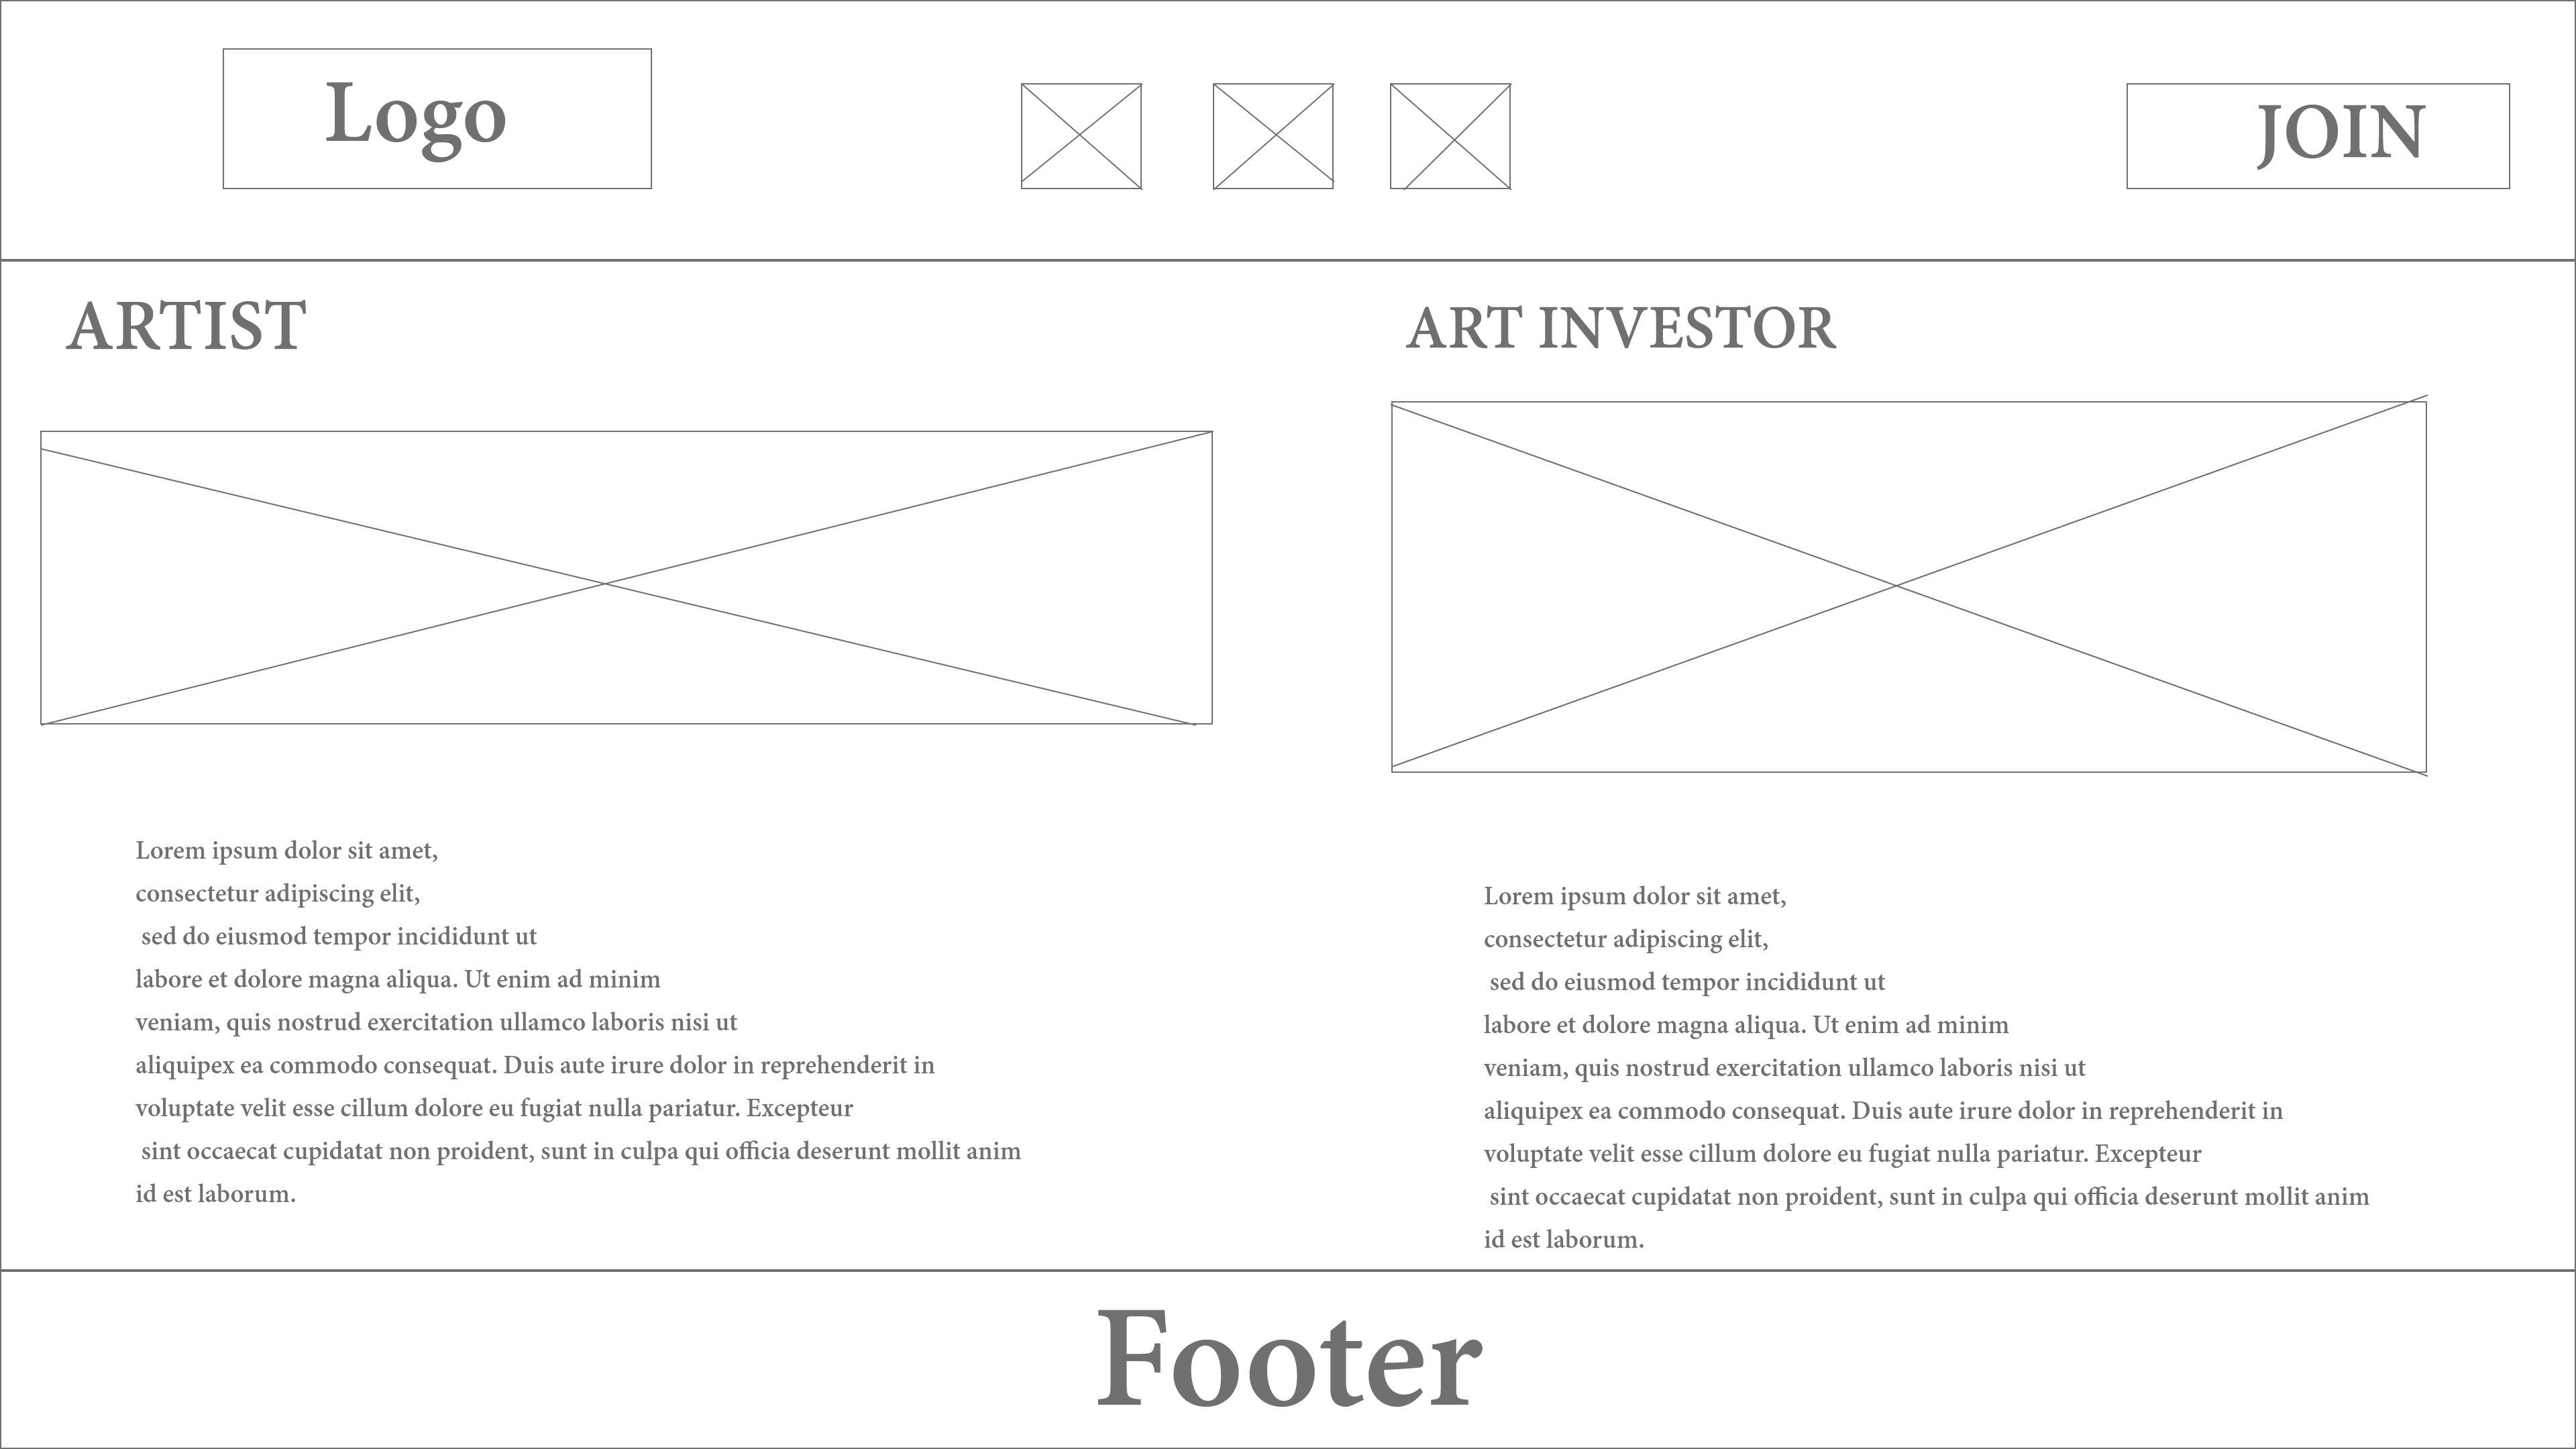 Logo
JOIN
ARTIST
Lorem ipsum dolor sit amet,
consectetur adipiscing elit,
sed do eiusmod tempor incididunt ut
labore et dolore magna aliqua. Ut enim ad minim
veniam, quis nostrud exercitation ullamco laboris nisi ut
aliquipex ea commodo consequat. Duis aute irure dolor in reprehenderit in
voluptate velit esse cillum dolore eu fugiat nulla pariatur. Excepteur
sint occaecat cupidatat non proident, sunt in culpa qui officia deserunt mollit anim
id est laborum.
ART INVESTOR
Lorem ipsum dolor sit amet,
consectetur adipiscing elit,
sed do eiusmod tempor incididunt ut
labore et dolore magna aliqua. Ut enim ad minim
veniam, quis nostrud exercitation ullamco laboris nisi ut
aliquipex ea commodo consequat. Duis aute irure dolor in reprehenderit in
voluptate velit esse cillum dolore eu fugiat nulla pariatur. Excepteur
sint occaecat cupidatat non proident, sunt in culpa qui officia deserunt mollit anim
id est laborum.
Footer